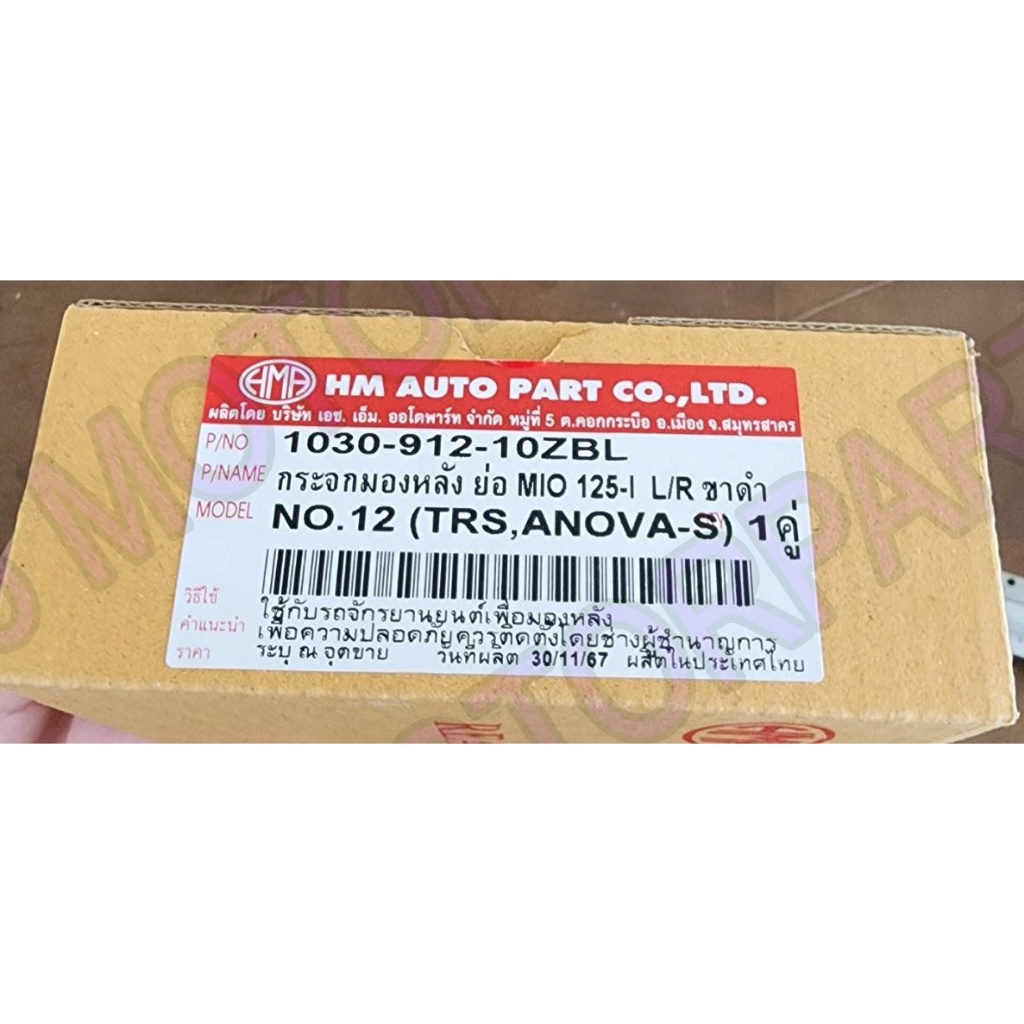 HMA HM AUTO PART CO.,LTD.
ผลิตโดย บริษัท เอช. เอ็ม. ออโตพาร์ท จำกัด หมู่ที่ 5 ต.คอกกระบือ อ.เมือง จ.สมุทรสาคร
P/NO 1030-912-10ZBL
P/NAME กระจกมองหลัง ย่อ MIO 125-I L/R ขาดำ
MODEL NO.12 (TRS,ANOVA-S) 1คู่
วิธีใช้ ใช้กับรถจักรยานยนต์เพื่อมองหลัง
คำแนะนำ เพื่อความปลอดภัยควรติดตั้งโดยช่างผู้ชำนาญการ
ราคา ระบุ ณ จุดขาย วันที่ผลิต 30/11/67 ผลิตในประเทศไทย